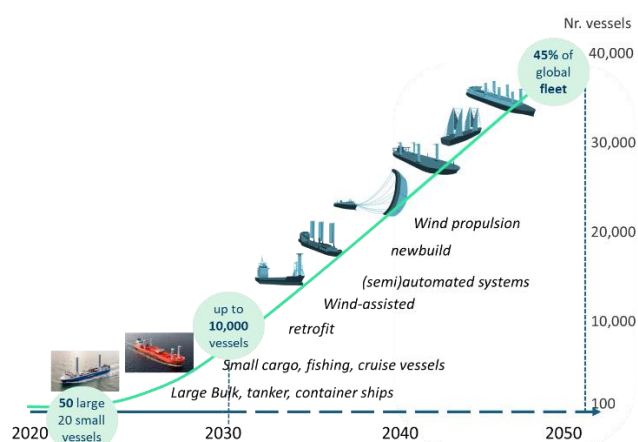 Nr. vessels
40,000
45% of
global
fleet
30,000
Wind propulsion
newbuild
20,000
(semi)automated systems
Wind-assisted
up to
10,000
vessels
retrofit
10,000
Small cargo, fishing, cruise vessels
Large Bulk, tanker, container ships
100
50 large
20 small
vessels
2020
2030
2040
2050